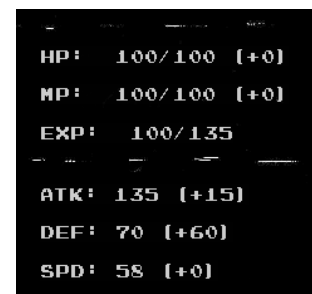 HP: 100/100 (+0)
MP: 100/100 (+0)
EXP: 100/135
ATK: 135 (+15)
DEF: 70 (+60)
SPD: 58 (+0)